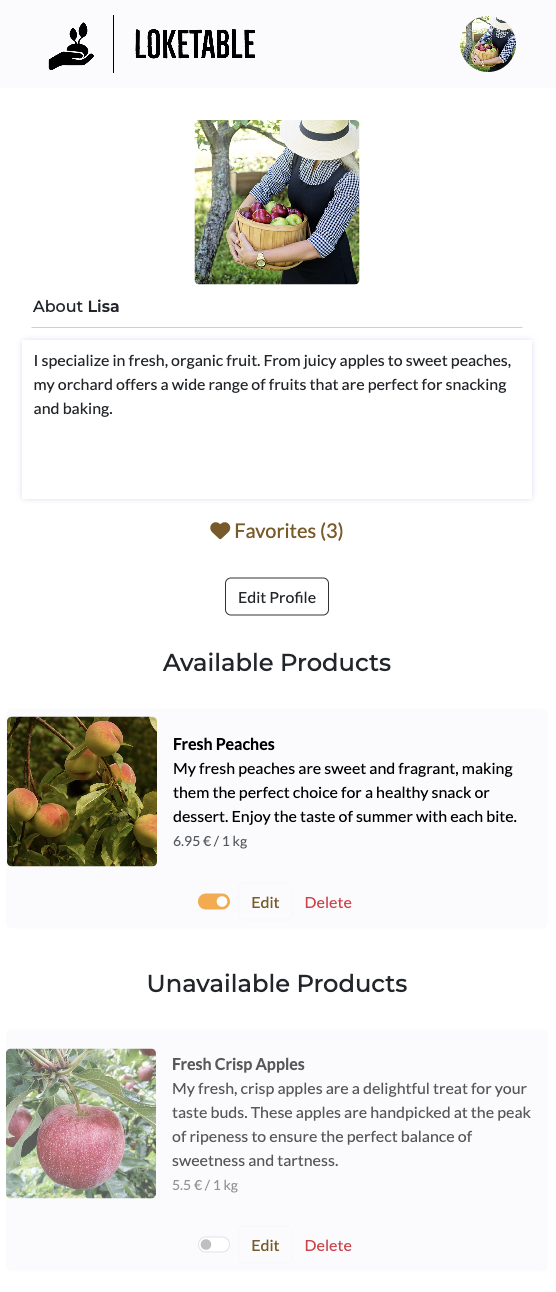 LOKETABLE
About Lisa
I specialize in fresh, organic fruit. From juicy apples to sweet peaches,
my orchard offers a wide range of fruits that are perfect for snacking
and baking.
Favorites (3)
Edit Profile
Available Products
Fresh Peaches
My fresh peaches are sweet and fragrant, making
them the perfect choice for a healthy snack or
dessert. Enjoy the taste of summer with each bite.
6.95 € / 1 kg
Edit Delete
Unavailable Products
Fresh Crisp Apples
My fresh, crisp apples are a delightful treat for your
taste buds. These apples are handpicked at the peak
of ripeness to ensure the perfect balance of
sweetness and tartness.
5.5 € / 1 kg
Edit Delete